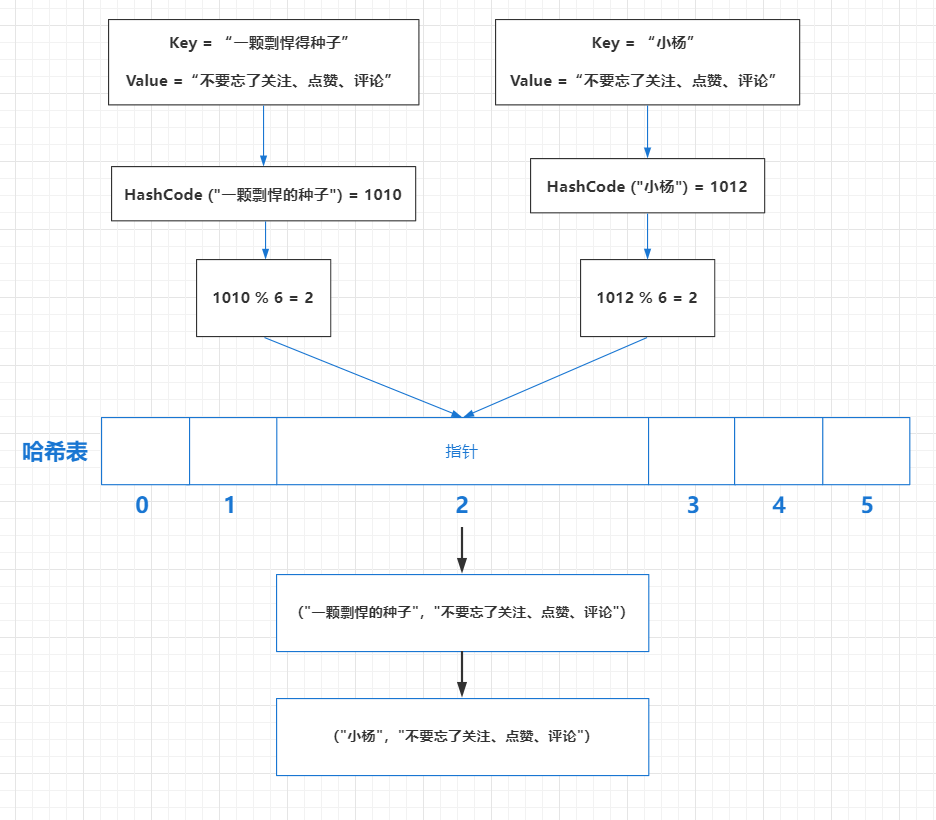 Key = “一颗剽悍得种子”
Value =“不要忘了关注、点赞、评论”
Key = “小杨”
Value =“不要忘了关注、点赞、评论”
HashCode ("一颗剽悍的种子") = 1010
HashCode ("小杨") = 1012
1010 % 6 = 2
1012 % 6 = 2
哈希表
指针
0 1 2 3 4 5
("一颗剽悍的种子", "不要忘了关注、点赞、评论")
("小杨", "不要忘了关注、点赞、评论")